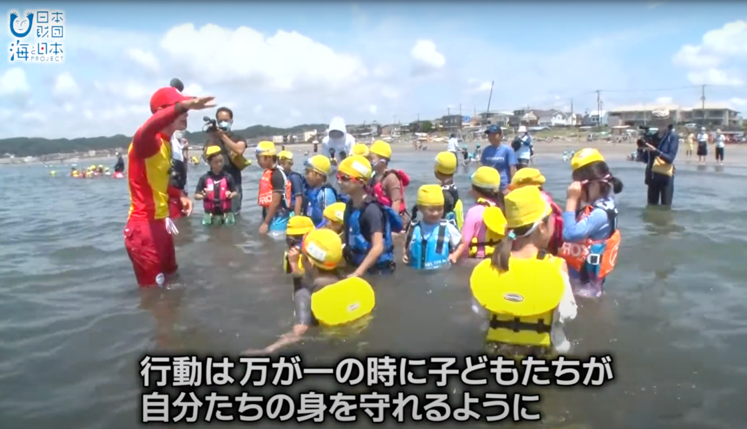 日本
財団
海と日本
PROJECT
行動は万が一の時に子どもたちが
自分たちの身を守れるように